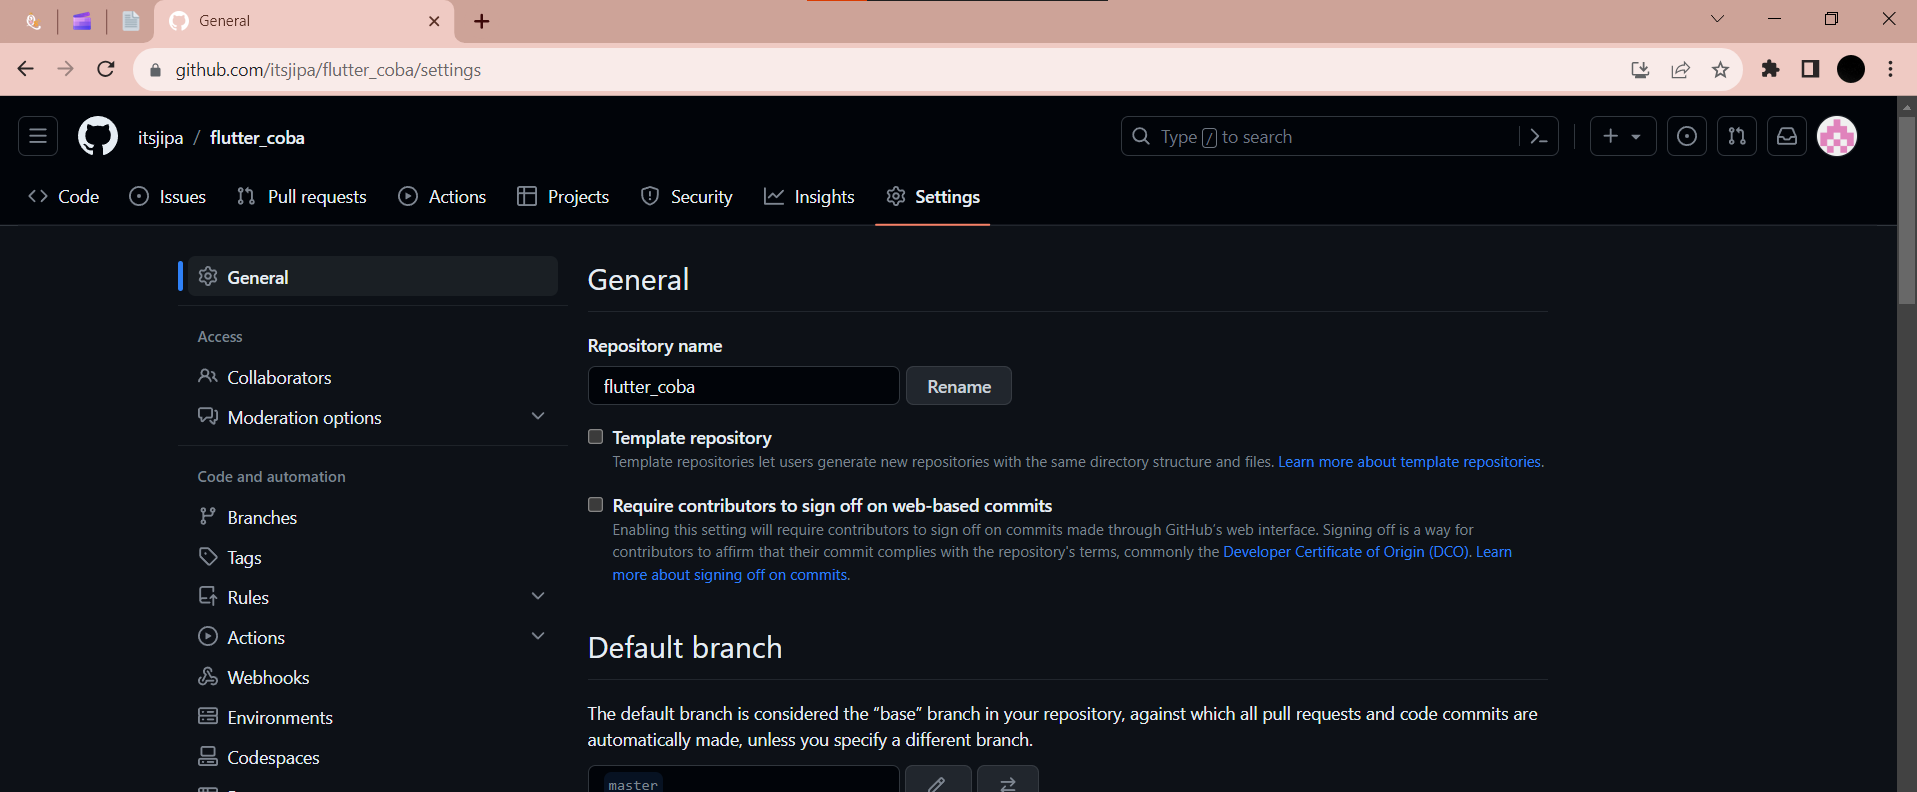 General
github.com/itsjipa/flutter_coba/settings
itsjipa / flutter_coba
Type / to search
Code Issues Pull requests Actions Projects Security Insights Settings
General
Access
Collaborators
Moderation options
Code and automation
Branches
Tags
Rules
Actions
Webhooks
Environments
Codespaces
General
Repository name
flutter_coba Rename
Template repository
Template repositories let users generate new repositories with the same directory structure and files. Learn more about template repositories.
Require contributors to sign off on web-based commits
Enabling this setting will require contributors to sign off on commits made through GitHub's web interface. Signing off is a way for
contributors to affirm that their commit complies with the repository's terms, commonly the Developer Certificate of Origin (DCO). Learn
more about signing off on commits.
Default branch
The default branch is considered the “base” branch in your repository, against which all pull requests and code commits are
automatically made, unless you specify a different branch.
master